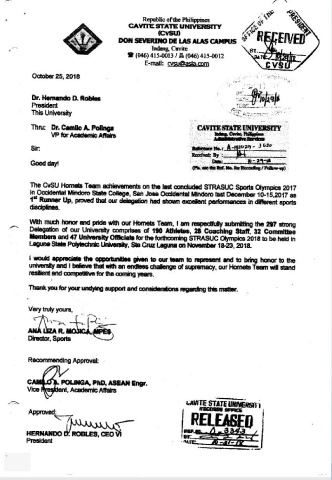 Republic of the Philippines
CAVITE STATE UNIVERSITY
(CvSU)
DON SEVERINO DE LAS ALAS CAMPUS
Indang, Cavite
(046) 415-0013 / (046) 415-0012
E-mail: cvsu@asia.com
OFFICE OF THE PRESIDENT
RECEIVED
BY:
DATE:
CVSU
October 25, 2018
Dr. Hernando D. Robles
President
This University
Thru: Dr. Camilo A. Polinga
VP for Academic Affairs
CAVITE STATE UNIVERSITY
Indang, Cavite, Philippines
Administrative Services
Reference No.:
Received By:
Date:
(Pls. use the Ref. No. for Recording / Follow-up)
Sir:
Good day!
The CvSU Hornets Team achievements on the last concluded STRASUC Sports Olympics 2017
in Occidental Mindoro State College, San Jose Occidental Mindoro last December 10-15,2017 as
1st Runner Up, proved that our delegation had shown excellent performances in different sports
disciplines.
With much honor and pride with our Hornets Team, I am respectfully submitting the 297 strong
Delegation of our University comprises of 190 Athletes, 28 Coaching Staff, 32 Committee
Members and 47 University Officials for the forthcoming STRASUC Olympics 2018 to be held in
Laguna State Polytechnic University, Sta Cruz Laguna on November 18-23, 2018.
I would appreciate the opportunities given to our team to represent and to bring honor to the
university and I believe that with an endless challenge of supremacy, our Hornets Team will stand
resilient and competitive for the coming years.
Thank you for your undying support and considerations regarding this matter.
Very truly yours,
ANA LIZA R. MOJICA, MPES
Director, Sports
Recommending Approval:
CAMILO A. POLINGA, PhD, ASEAN Engr.
Vice President, Academic Affairs
Approved:
HERNANDO D. ROBLES, CEO VI
President
CAVITE STATE UNIVERSITY
RECORDS OFFICE
RELEASED
REF. NO.
BY:
DATE: